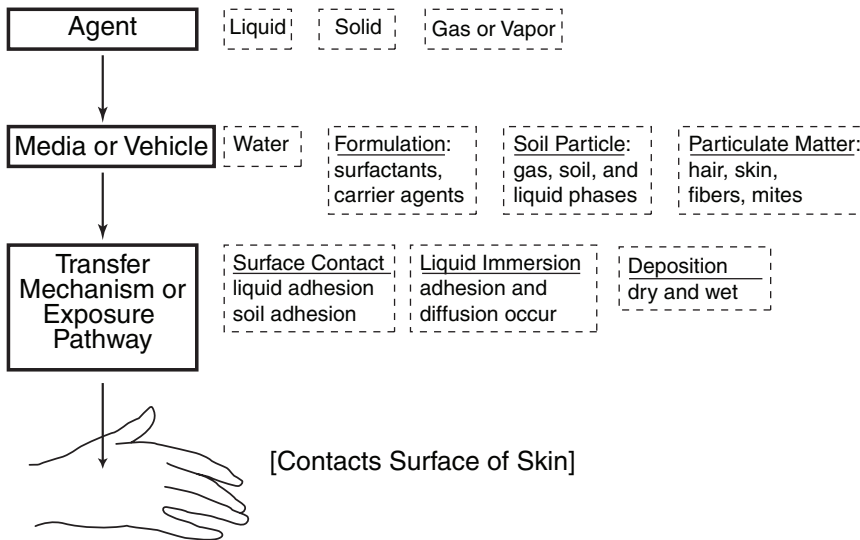 Agent
Liquid
Solid
Gas or Vapor
Media or Vehicle
Water
Formulation:
surfactants,
carrier agents
Soil Particle:
gas, soil, and
liquid phases
Particulate Matter:
hair, skin,
fibers, mites
Transfer
Mechanism or
Exposure
Pathway
Surface Contact
liquid adhesion
soil adhesion
Liquid Immersion
adhesion and
diffusion occur
Deposition
dry and wet
[Contacts Surface of Skin]